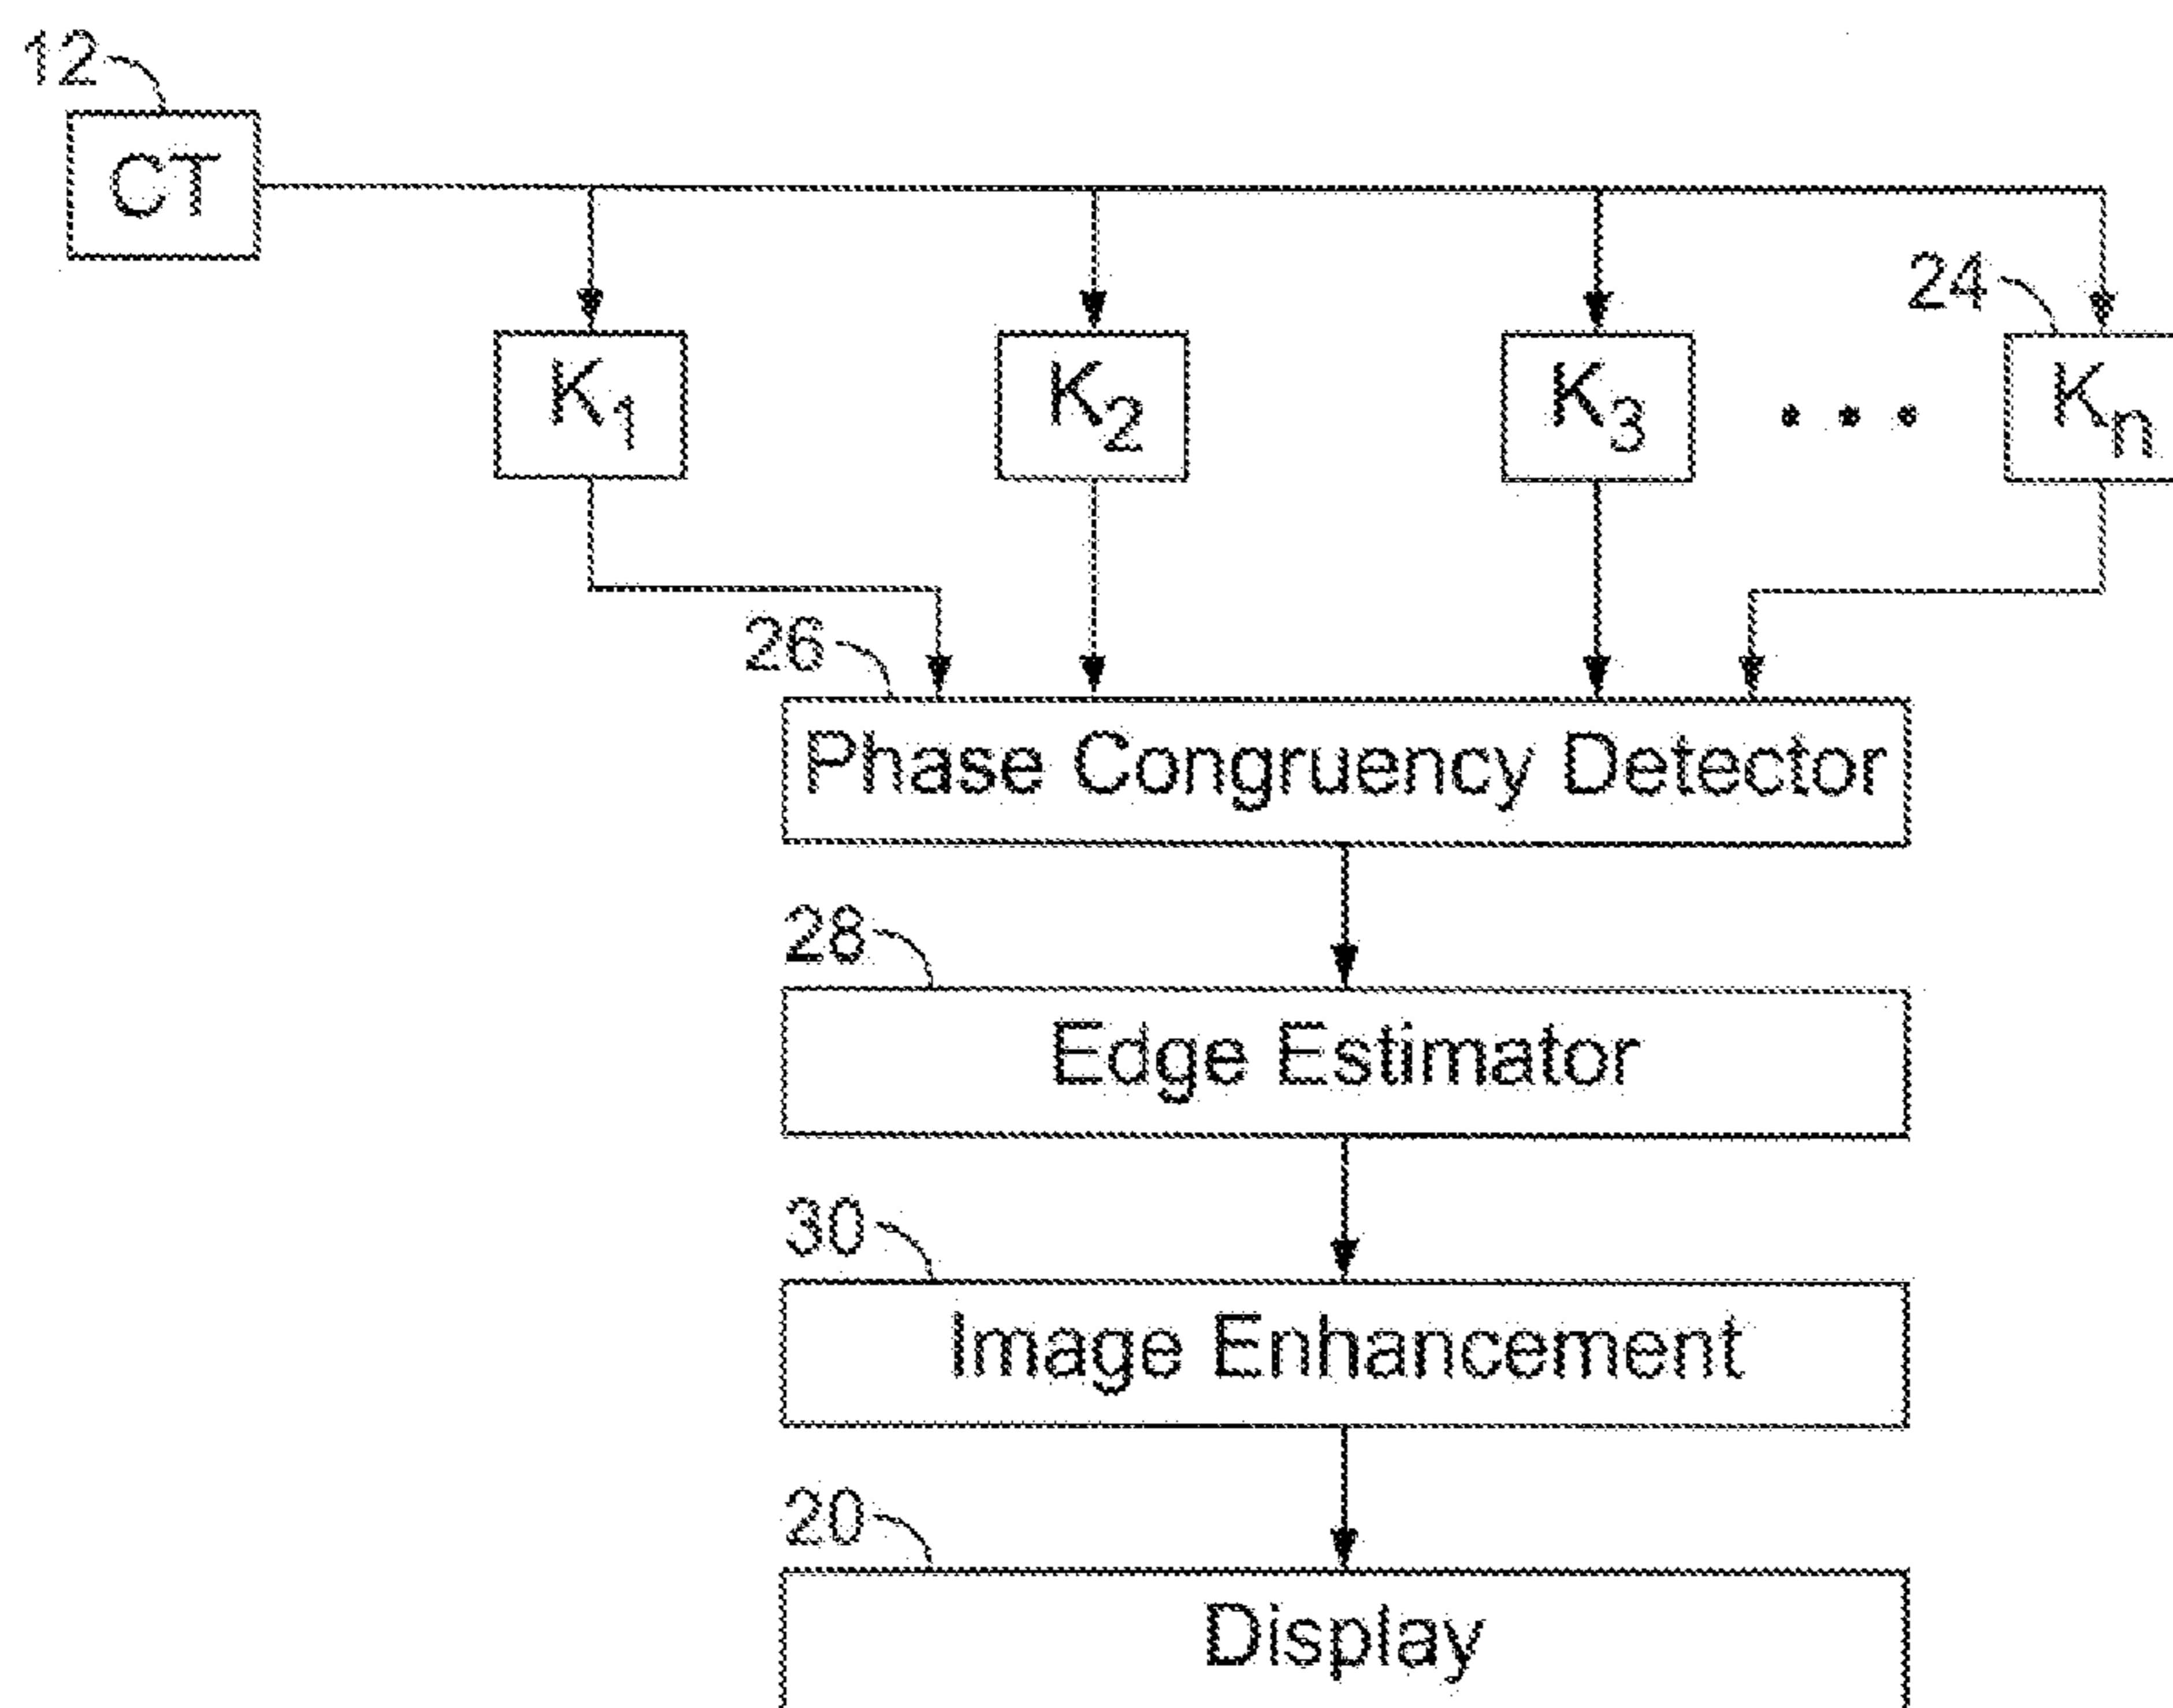 12
CT
24
K1
K2
K3
• • •
Kn
26
Phase Congruency Detector
28
Edge Estimator
30
Image Enhancement
20
Display